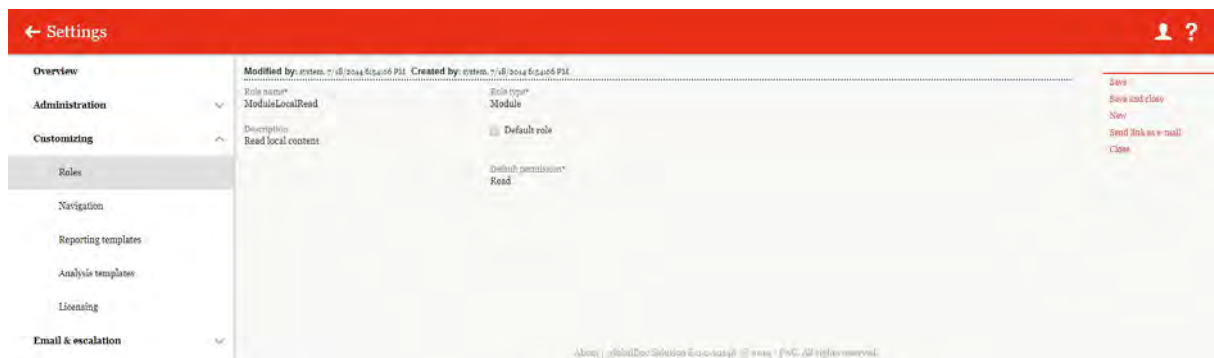 ← Settings
?
Overview
Administration
Customizing
Roles
Navigation
Reporting templates
Analysis templates
Licensing
Email & escalation
Modified by: system, 7/18/2014 6:54:06 PM Created by: system, 7/18/2014 6:54:06 PM
Role name* Role type*
ModuleLocalRead Module
Description Default role
Read local content
Default permission*
Read
Save
Save and close
New
Send link as e-mail
Close
About | globalDoc Solution © 2014 - PwC. All rights reserved.